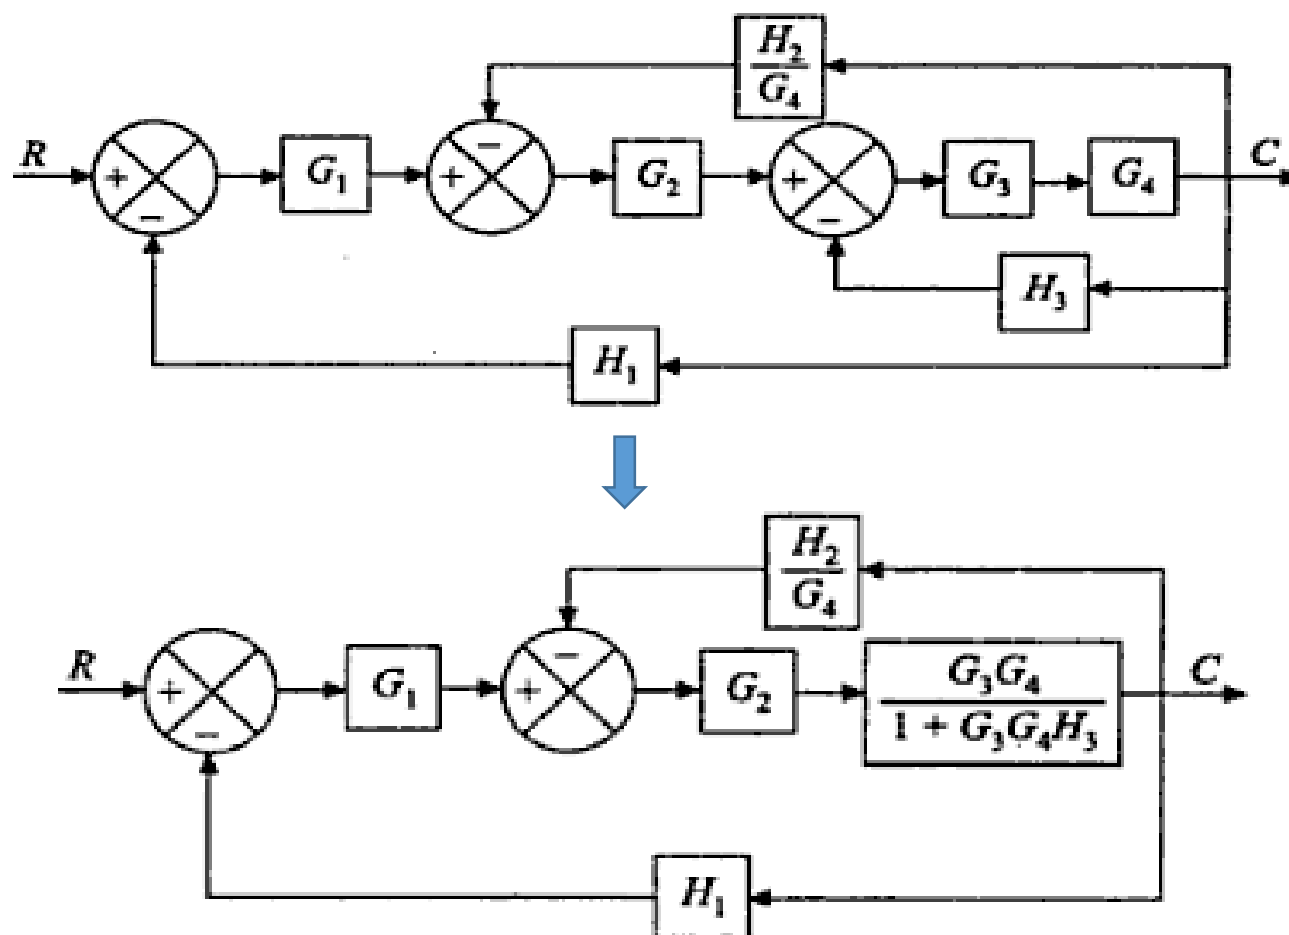 H₂
G₄
R + − G₁ + − G₂ + − G₃ G₄ C
H₃
H₁
H₂
G₄
R + − G₁ + − G₂ G₃G₄ C
1 + G₃G₄H₃
H₁